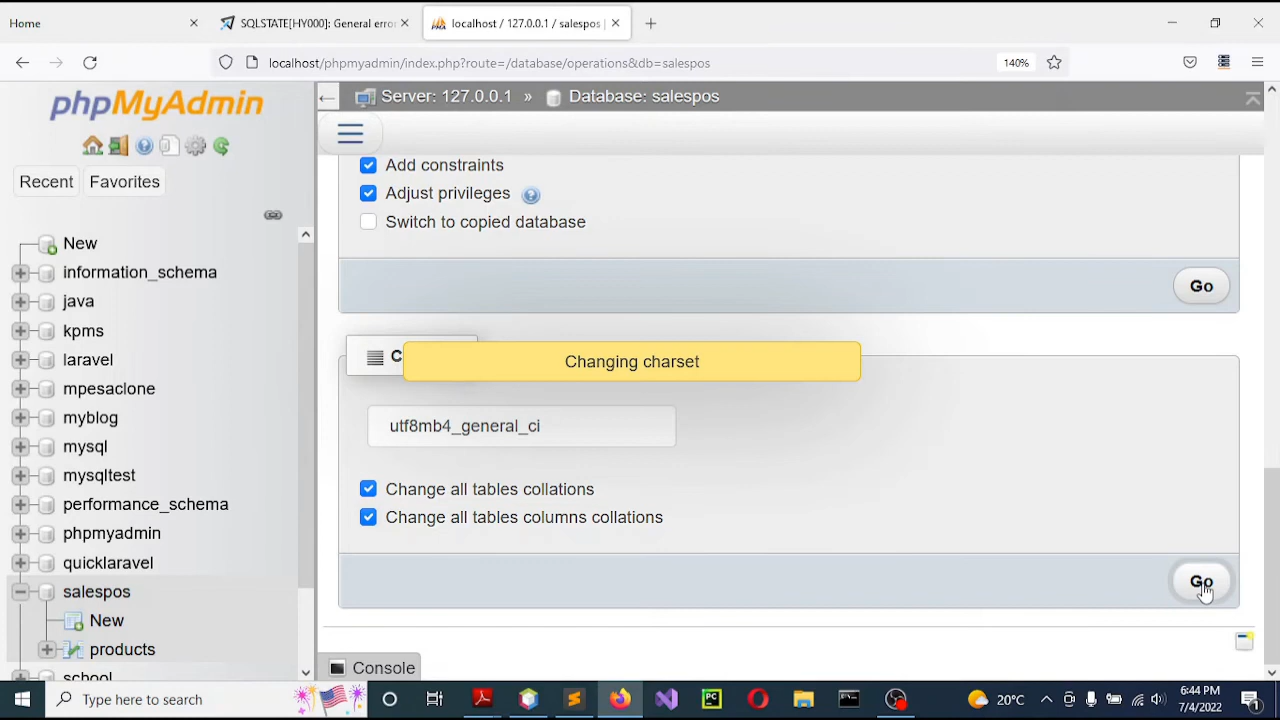 Home
SQLSTATE[HY000]: General erro
localhost / 127.0.0.1 / salespos |
localhost/phpmyadmin/index.php?route=/database/operations&db=salespos
140%
phpMyAdmin
Recent
Favorites
New
information_schema
java
kpms
laravel
mpesaclone
myblog
mysql
mysqltest
performance_schema
phpmyadmin
quicklaravel
salespos
New
products
school
Server: 127.0.0.1 » Database: salespos
Add constraints
Adjust privileges
Switch to copied database
Go
C
Changing charset
utf8mb4_general_ci
Change all tables collations
Change all tables columns collations
Go
Console
Type here to search
20°C
6:44 PM
7/4/2022
1